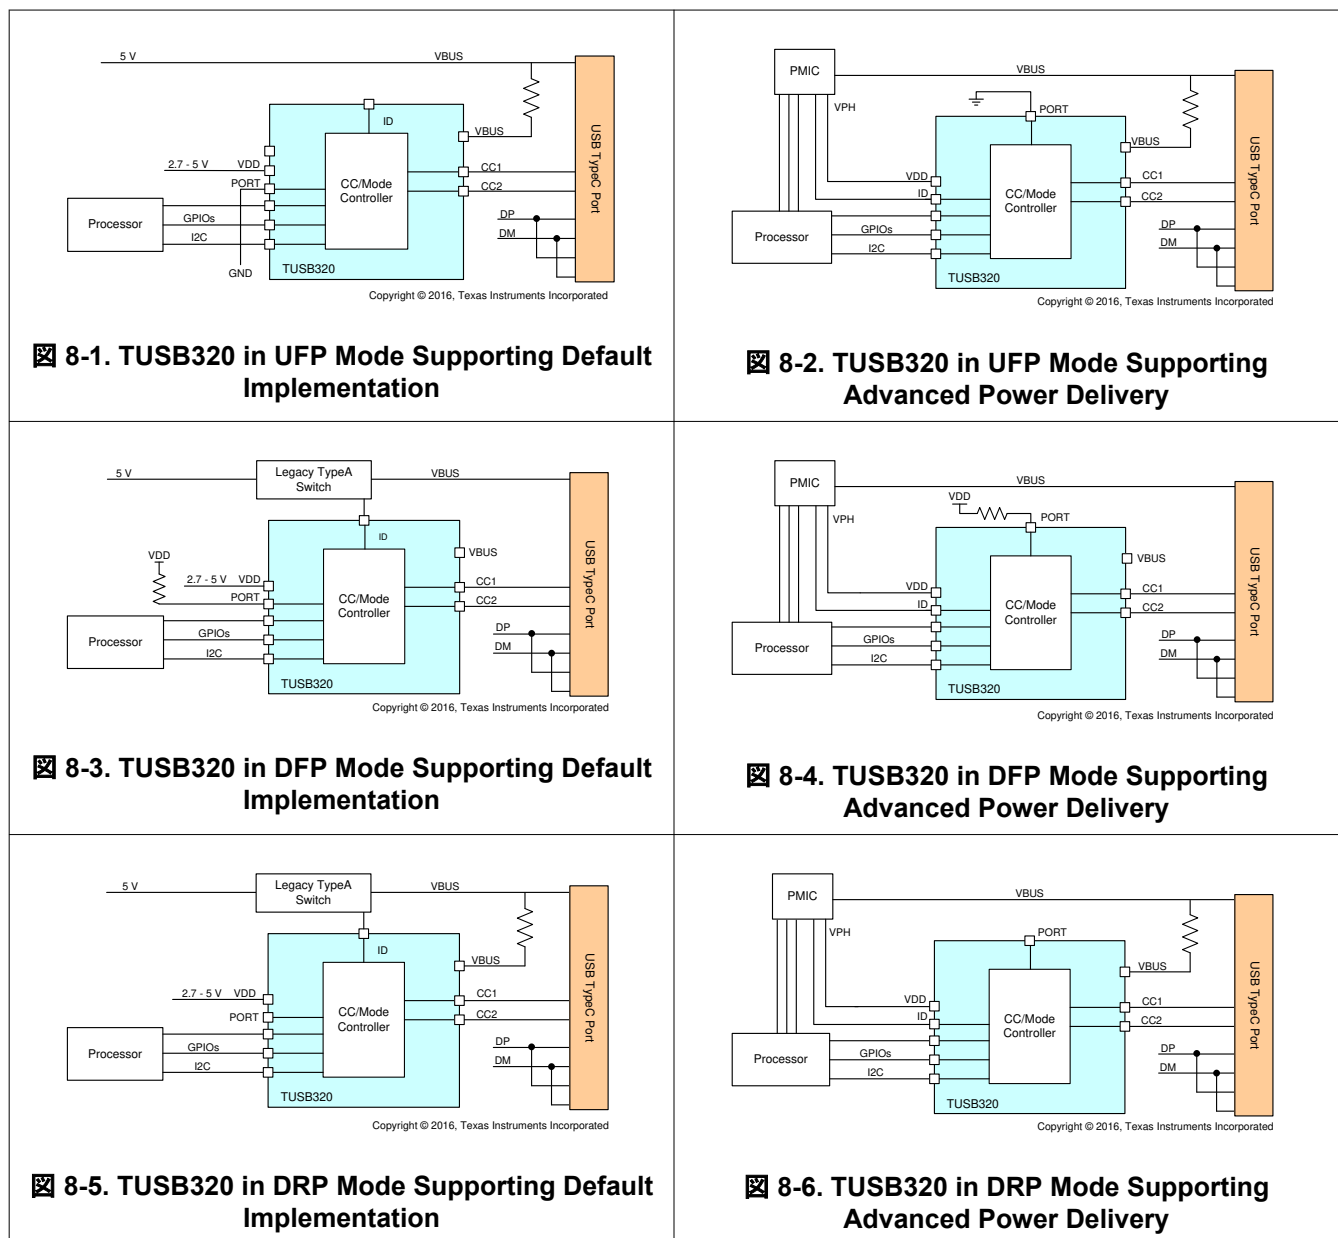 5 V
VBUS
ID
VBUS
2.7 - 5 V
VDD
PORT
CC/Mode
Controller
CC1
CC2
Processor
GPIOs
I2C
DP
DM
GND
TUSB320
USB TypeC Port
Copyright © 2016, Texas Instruments Incorporated
図 8-1. TUSB320 in UFP Mode Supporting Default
Implementation
PMIC
VBUS
VPH
PORT
VBUS
VDD
ID
CC/Mode
Controller
CC1
CC2
Processor
GPIOs
I2C
DP
DM
TUSB320
USB TypeC Port
Copyright © 2016, Texas Instruments Incorporated
図 8-2. TUSB320 in UFP Mode Supporting
Advanced Power Delivery
5 V
Legacy TypeA
Switch
VBUS
ID
VBUS
VDD
2.7 - 5 V
VDD
PORT
CC/Mode
Controller
CC1
CC2
Processor
GPIOs
I2C
DP
DM
TUSB320
USB TypeC Port
Copyright © 2016, Texas Instruments Incorporated
図 8-3. TUSB320 in DFP Mode Supporting Default
Implementation
PMIC
VBUS
VPH
VDD
PORT
VBUS
VDD
ID
CC/Mode
Controller
CC1
CC2
Processor
GPIOs
I2C
DP
DM
TUSB320
USB TypeC Port
Copyright © 2016, Texas Instruments Incorporated
図 8-4. TUSB320 in DFP Mode Supporting
Advanced Power Delivery
5 V
Legacy TypeA
Switch
VBUS
ID
VBUS
2.7 - 5 V
VDD
PORT
CC/Mode
Controller
CC1
CC2
Processor
GPIOs
I2C
DP
DM
TUSB320
USB TypeC Port
Copyright © 2016, Texas Instruments Incorporated
図 8-5. TUSB320 in DRP Mode Supporting Default
Implementation
PMIC
VBUS
VPH
PORT
VBUS
VDD
ID
CC/Mode
Controller
CC1
CC2
Processor
GPIOs
I2C
DP
DM
TUSB320
USB TypeC Port
Copyright © 2016, Texas Instruments Incorporated
図 8-6. TUSB320 in DRP Mode Supporting
Advanced Power Delivery